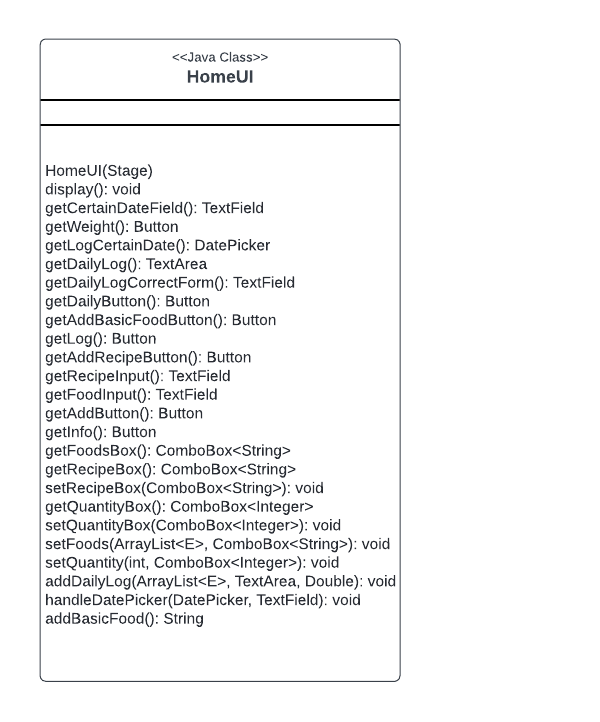 <<Java Class>>
HomeUI
HomeUI(Stage)
display(): void
getCertainDateField(): TextField
getWeight(): Button
getLogCertainDate(): DatePicker
getDailyLog(): TextArea
getDailyLogCorrectForm(): TextField
getDailyButton(): Button
getAddBasicFoodButton(): Button
getLog(): Button
getAddRecipeButton(): Button
getRecipeInput(): TextField
getFoodInput(): TextField
getAddButton(): Button
getInfo(): Button
getFoodsBox(): ComboBox<String>
getRecipeBox(): ComboBox<String>
setRecipeBox(ComboBox<String>): void
getQuantityBox(): ComboBox<Integer>
setQuantityBox(ComboBox<Integer>): void
setFoods(ArrayList<E>, ComboBox<String>): void
setQuantity(int, ComboBox<Integer>): void
addDailyLog(ArrayList<E>, TextArea, Double): void
handleDatePicker(DatePicker, TextField): void
addBasicFood(): String